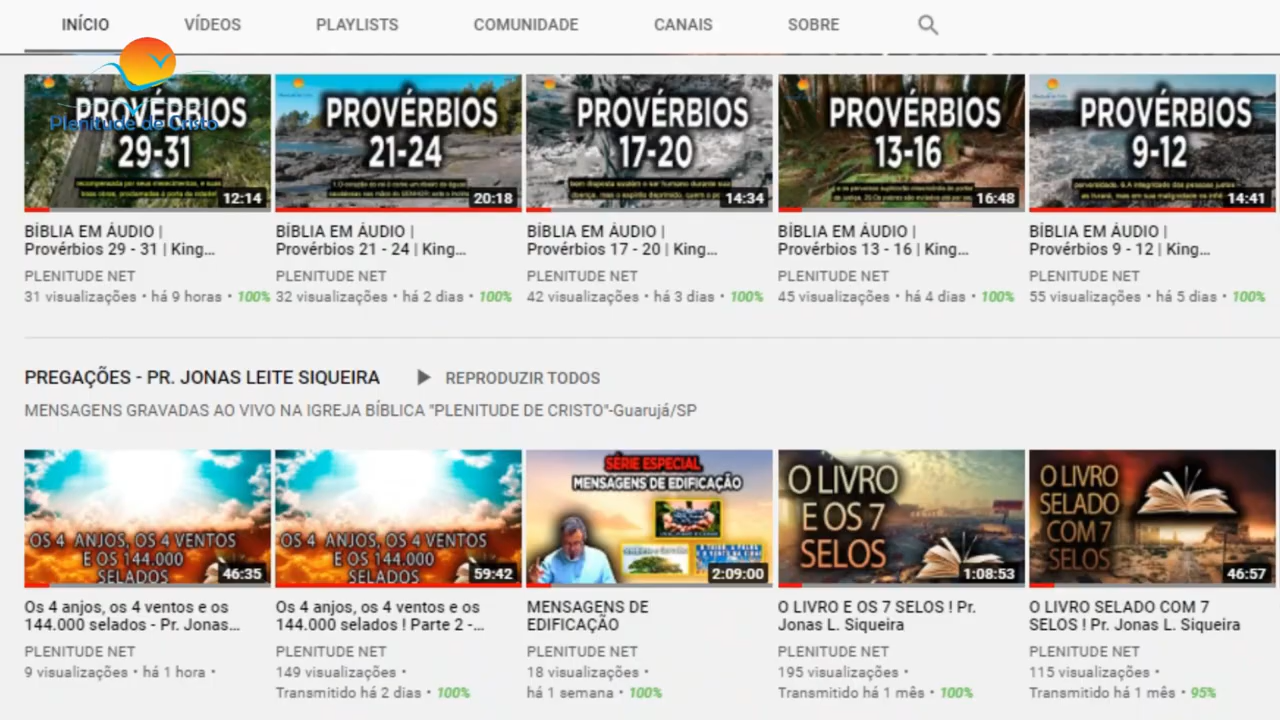 INÍCIO VÍDEOS PLAYLISTS COMUNIDADE CANAIS SOBRE
Plenitude de Cristo
PROVÉRBIOS
29-31
12:14
PROVÉRBIOS
21-24
20:18
PROVÉRBIOS
17-20
14:34
PROVÉRBIOS
13-16
16:48
PROVÉRBIOS
9-12
14:41
BÍBLIA EM ÁUDIO |
Provérbios 29 - 31 | King...
PLENITUDE NET
31 visualizações • há 9 horas • 100%
BÍBLIA EM ÁUDIO |
Provérbios 21 - 24 | King...
PLENITUDE NET
32 visualizações • há 2 dias • 100%
BÍBLIA EM ÁUDIO |
Provérbios 17 - 20 | King...
PLENITUDE NET
42 visualizações • há 3 dias • 100%
BÍBLIA EM ÁUDIO |
Provérbios 13 - 16 | King...
PLENITUDE NET
45 visualizações • há 4 dias • 100%
BÍBLIA EM ÁUDIO |
Provérbios 9 - 12 | King...
PLENITUDE NET
55 visualizações • há 5 dias • 100%
PREGAÇÕES - PR. JONAS LEITE SIQUEIRA REPRODUZIR TODOS
MENSAGENS GRAVADAS AO VIVO NA IGREJA BÍBLICA "PLENITUDE DE CRISTO"-Guarujá/SP
OS 4 ANJOS, OS 4 VENTOS
E OS 144.000
SELADOS
46:35
OS 4 ANJOS, OS 4 VENTOS
E OS 144.000
SELADOS
59:42
SÉRIE ESPECIAL
MENSAGENS DE EDIFICAÇÃO
2:09:00
O LIVRO
E OS 7
SELOS
1:08:53
O LIVRO
SELADO
COM 7
SELOS
46:57
Os 4 anjos, os 4 ventos e os
144.000 selados - Pr. Jonas...
PLENITUDE NET
9 visualizações • há 1 hora •
Os 4 anjos, os 4 ventos e os
144.000 selados ! Parte 2 -...
PLENITUDE NET
149 visualizações •
Transmitido há 2 dias • 100%
MENSAGENS DE
EDIFICAÇÃO
PLENITUDE NET
18 visualizações •
há 1 semana • 100%
O LIVRO E OS 7 SELOS ! Pr.
Jonas L. Siqueira
PLENITUDE NET
195 visualizações •
Transmitido há 1 mês • 100%
O LIVRO SELADO COM 7
SELOS ! Pr. Jonas L. Siqueira
PLENITUDE NET
115 visualizações •
Transmitido há 1 mês • 95%